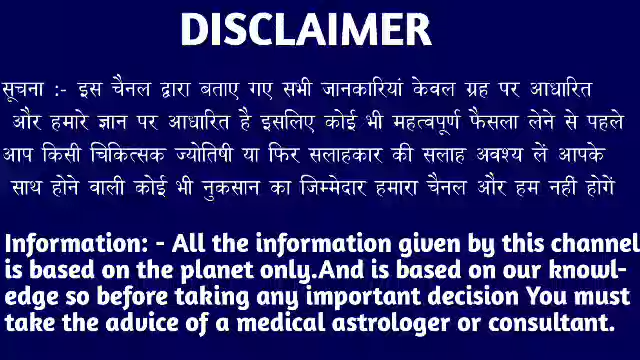 DISCLAIMER
सूचना :- इस चैनल द्वारा बताए गए सभी जानकारियां केवल ग्रह पर आधारित
और हमारे ज्ञान पर आधारित है इसलिए कोई भी महत्वपूर्ण फैसला लेने से पहले
आप किसी चिकित्सक ज्योतिषी या फिर सलाहकार की सलाह अवश्य लें आपके
साथ होने वाली कोई भी नुकसान का जिम्मेदार हमारा चैनल और हम नहीं होगें
Information: - All the information given by this channel
is based on the planet only.And is based on our knowl-
edge so before taking any important decision You must
take the advice of a medical astrologer or consultant.